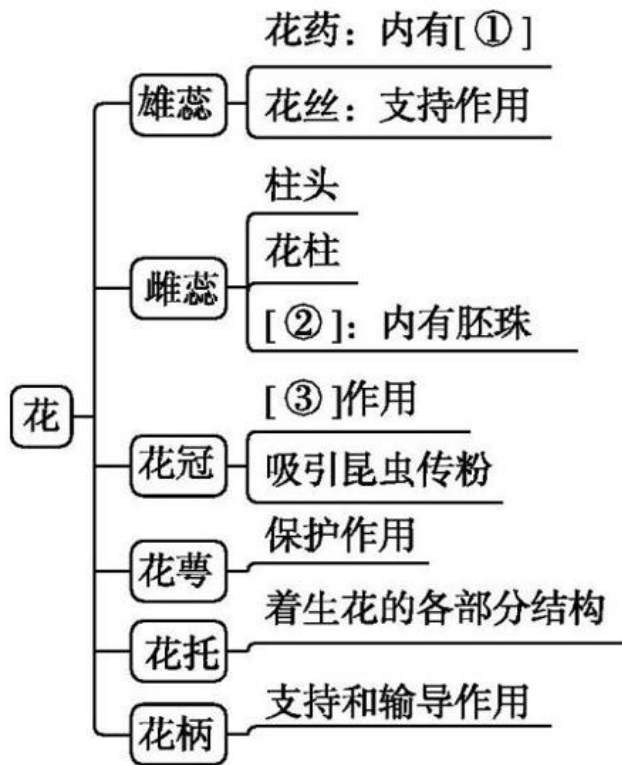 花药：内有[①]
雄蕊
花丝：支持作用
柱头
花柱
雌蕊
[②]：内有胚珠
花
[③]作用
花冠
吸引昆虫传粉
保护作用
花萼
着生花的各部分结构
花托
支持和输导作用
花柄